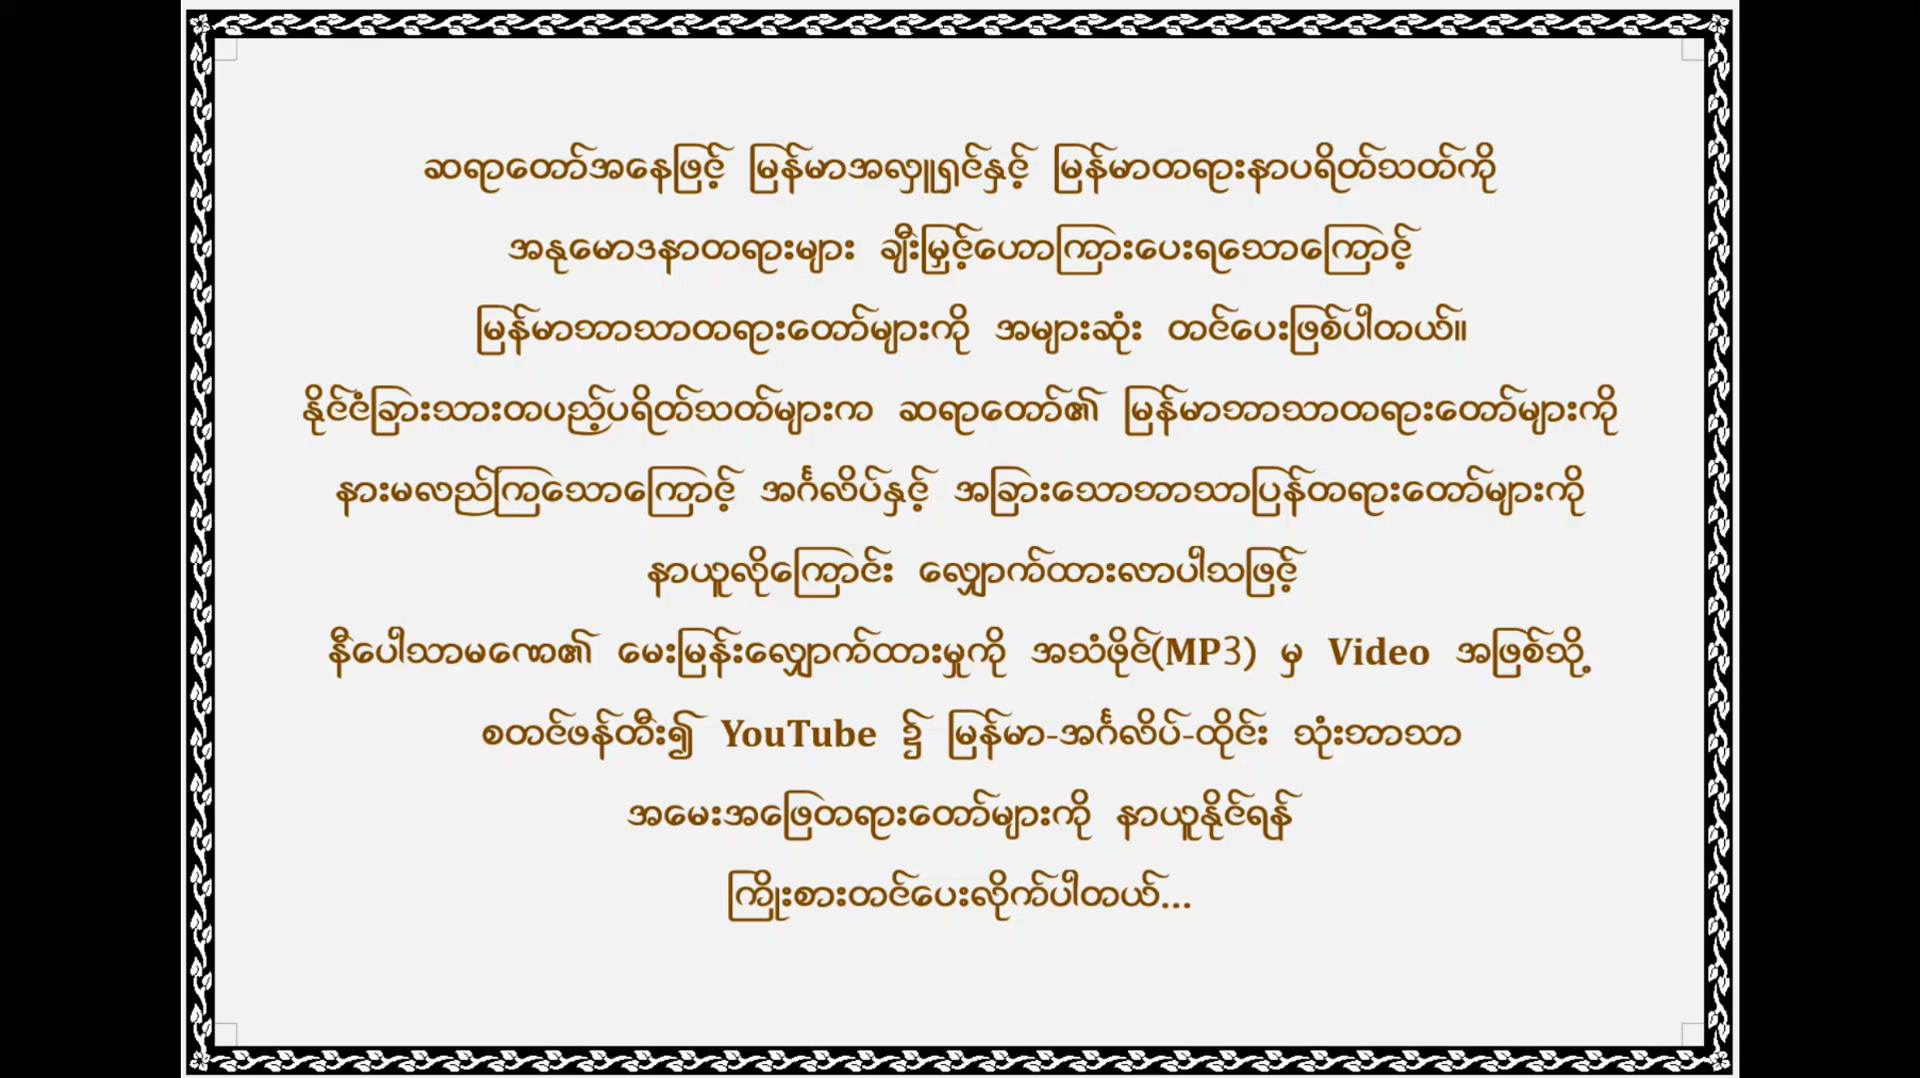 ဆရာတော်အနေဖြင့် မြန်မာအလှူရှင်နှင့် မြန်မာတရားနာပရိတ်သတ်ကို
အနုမောဒနာတရားများ ချီးမြှင့်ဟောကြားပေးရသောကြောင့်
မြန်မာဘာသာတရားတော်များကို အများဆုံး တင်ပေးဖြစ်ပါတယ်။
နိုင်ငံခြားသားတပည့်ပရိတ်သတ်များက ဆရာတော်၏ မြန်မာဘာသာတရားတော်များကို
နားမလည်ကြသောကြောင့် အင်္ဂလိပ်နှင့် အခြားသောဘာသာပြန်တရားတော်များကို
နာယူလိုကြောင်း လျှောက်ထားလာပါသဖြင့်
နီပေါသာမဏေ၏ မေးမြန်းလျှောက်ထားမှုကို အသံဖိုင်(MP3) မှ Video အဖြစ်သို့
စတင်ဖန်တီး၍ YouTube ၌ မြန်မာ-အင်္ဂလိပ်-ထိုင်း သုံးဘာသာ
အမေးအဖြေတရားတော်များကို နာယူနိုင်ရန်
ကြိုးစားတင်ပေးလိုက်ပါတယ်...